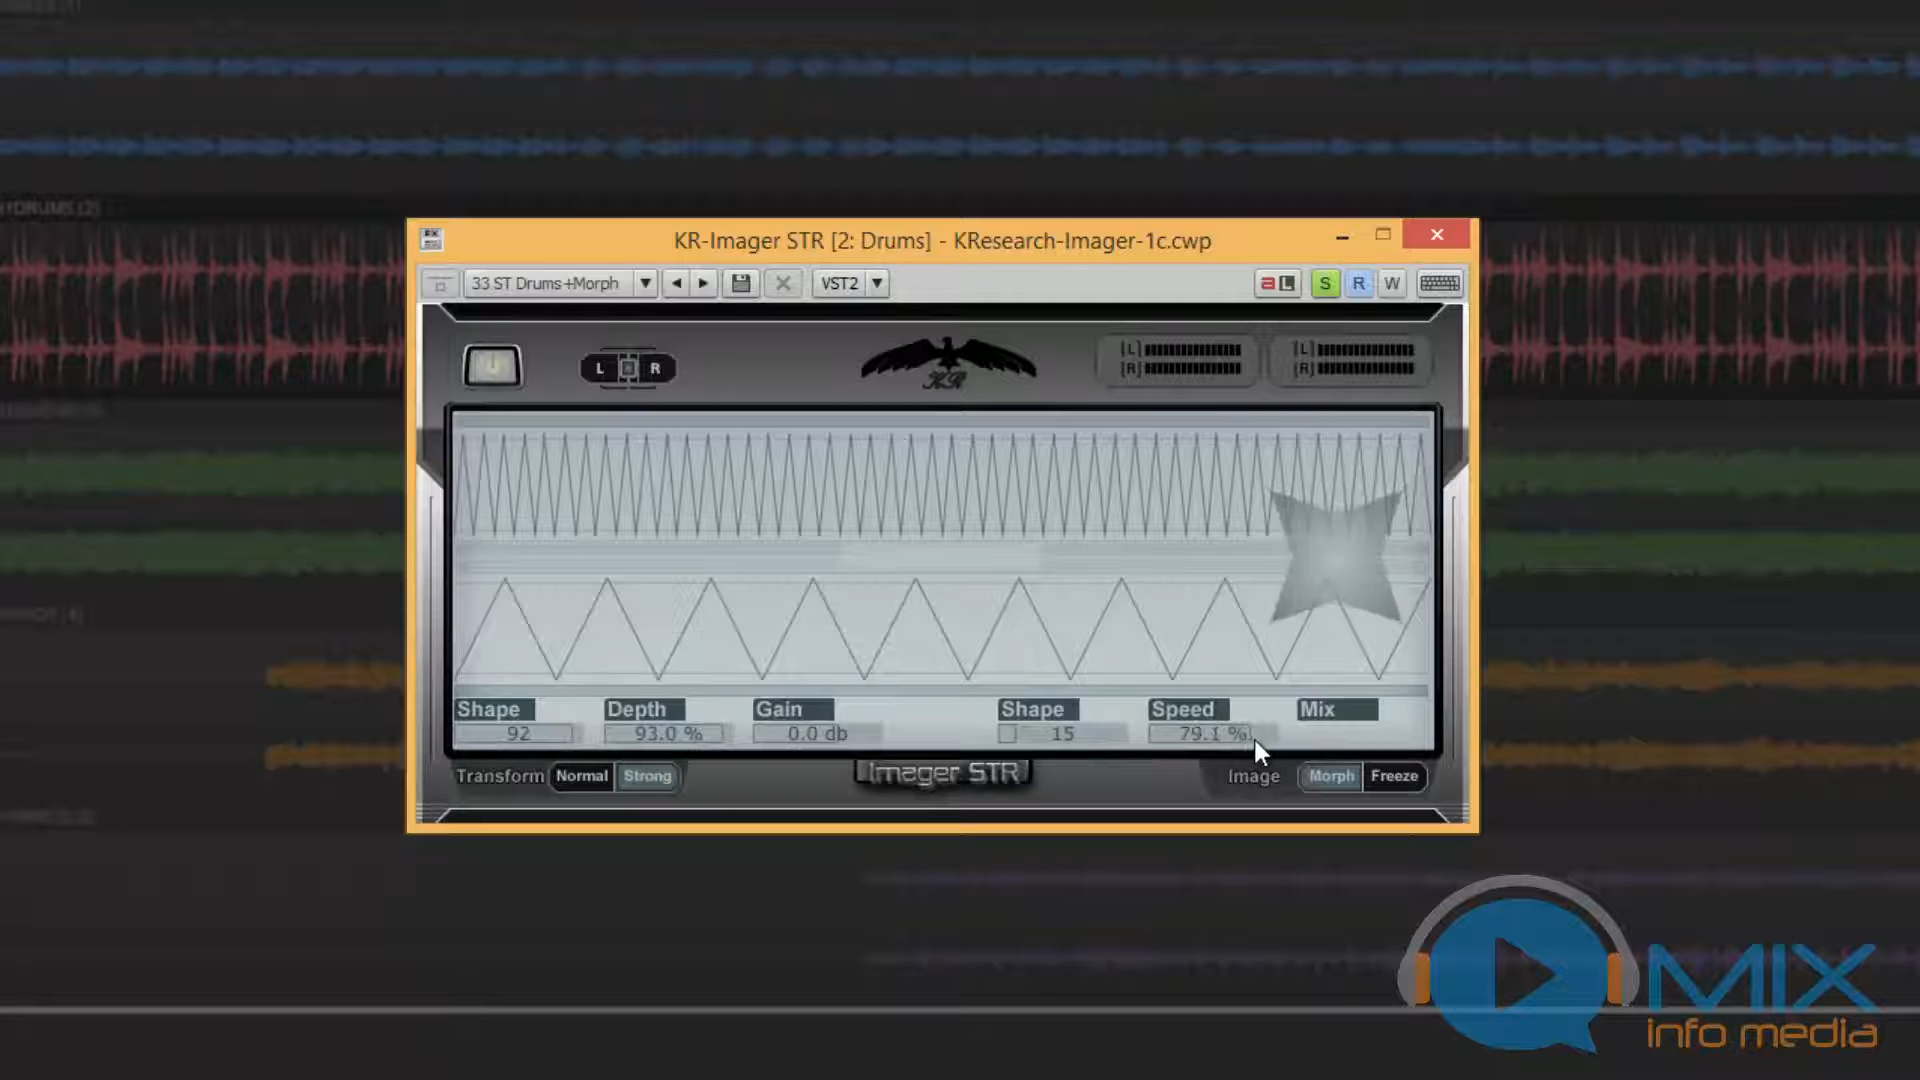 KR-Imager STR [2: Drums] - KResearch-Imager-1c.cwp
33 ST Drums+Morph
VST2
S R W
L R
KR
[L]
[R]
[L]
[R]
Shape Depth Gain Shape Speed Mix
92 93.0 % 0.0 db 15 79.1 %
Transform Normal Strong
Imager STR
Image Morph Freeze
MIX
info media